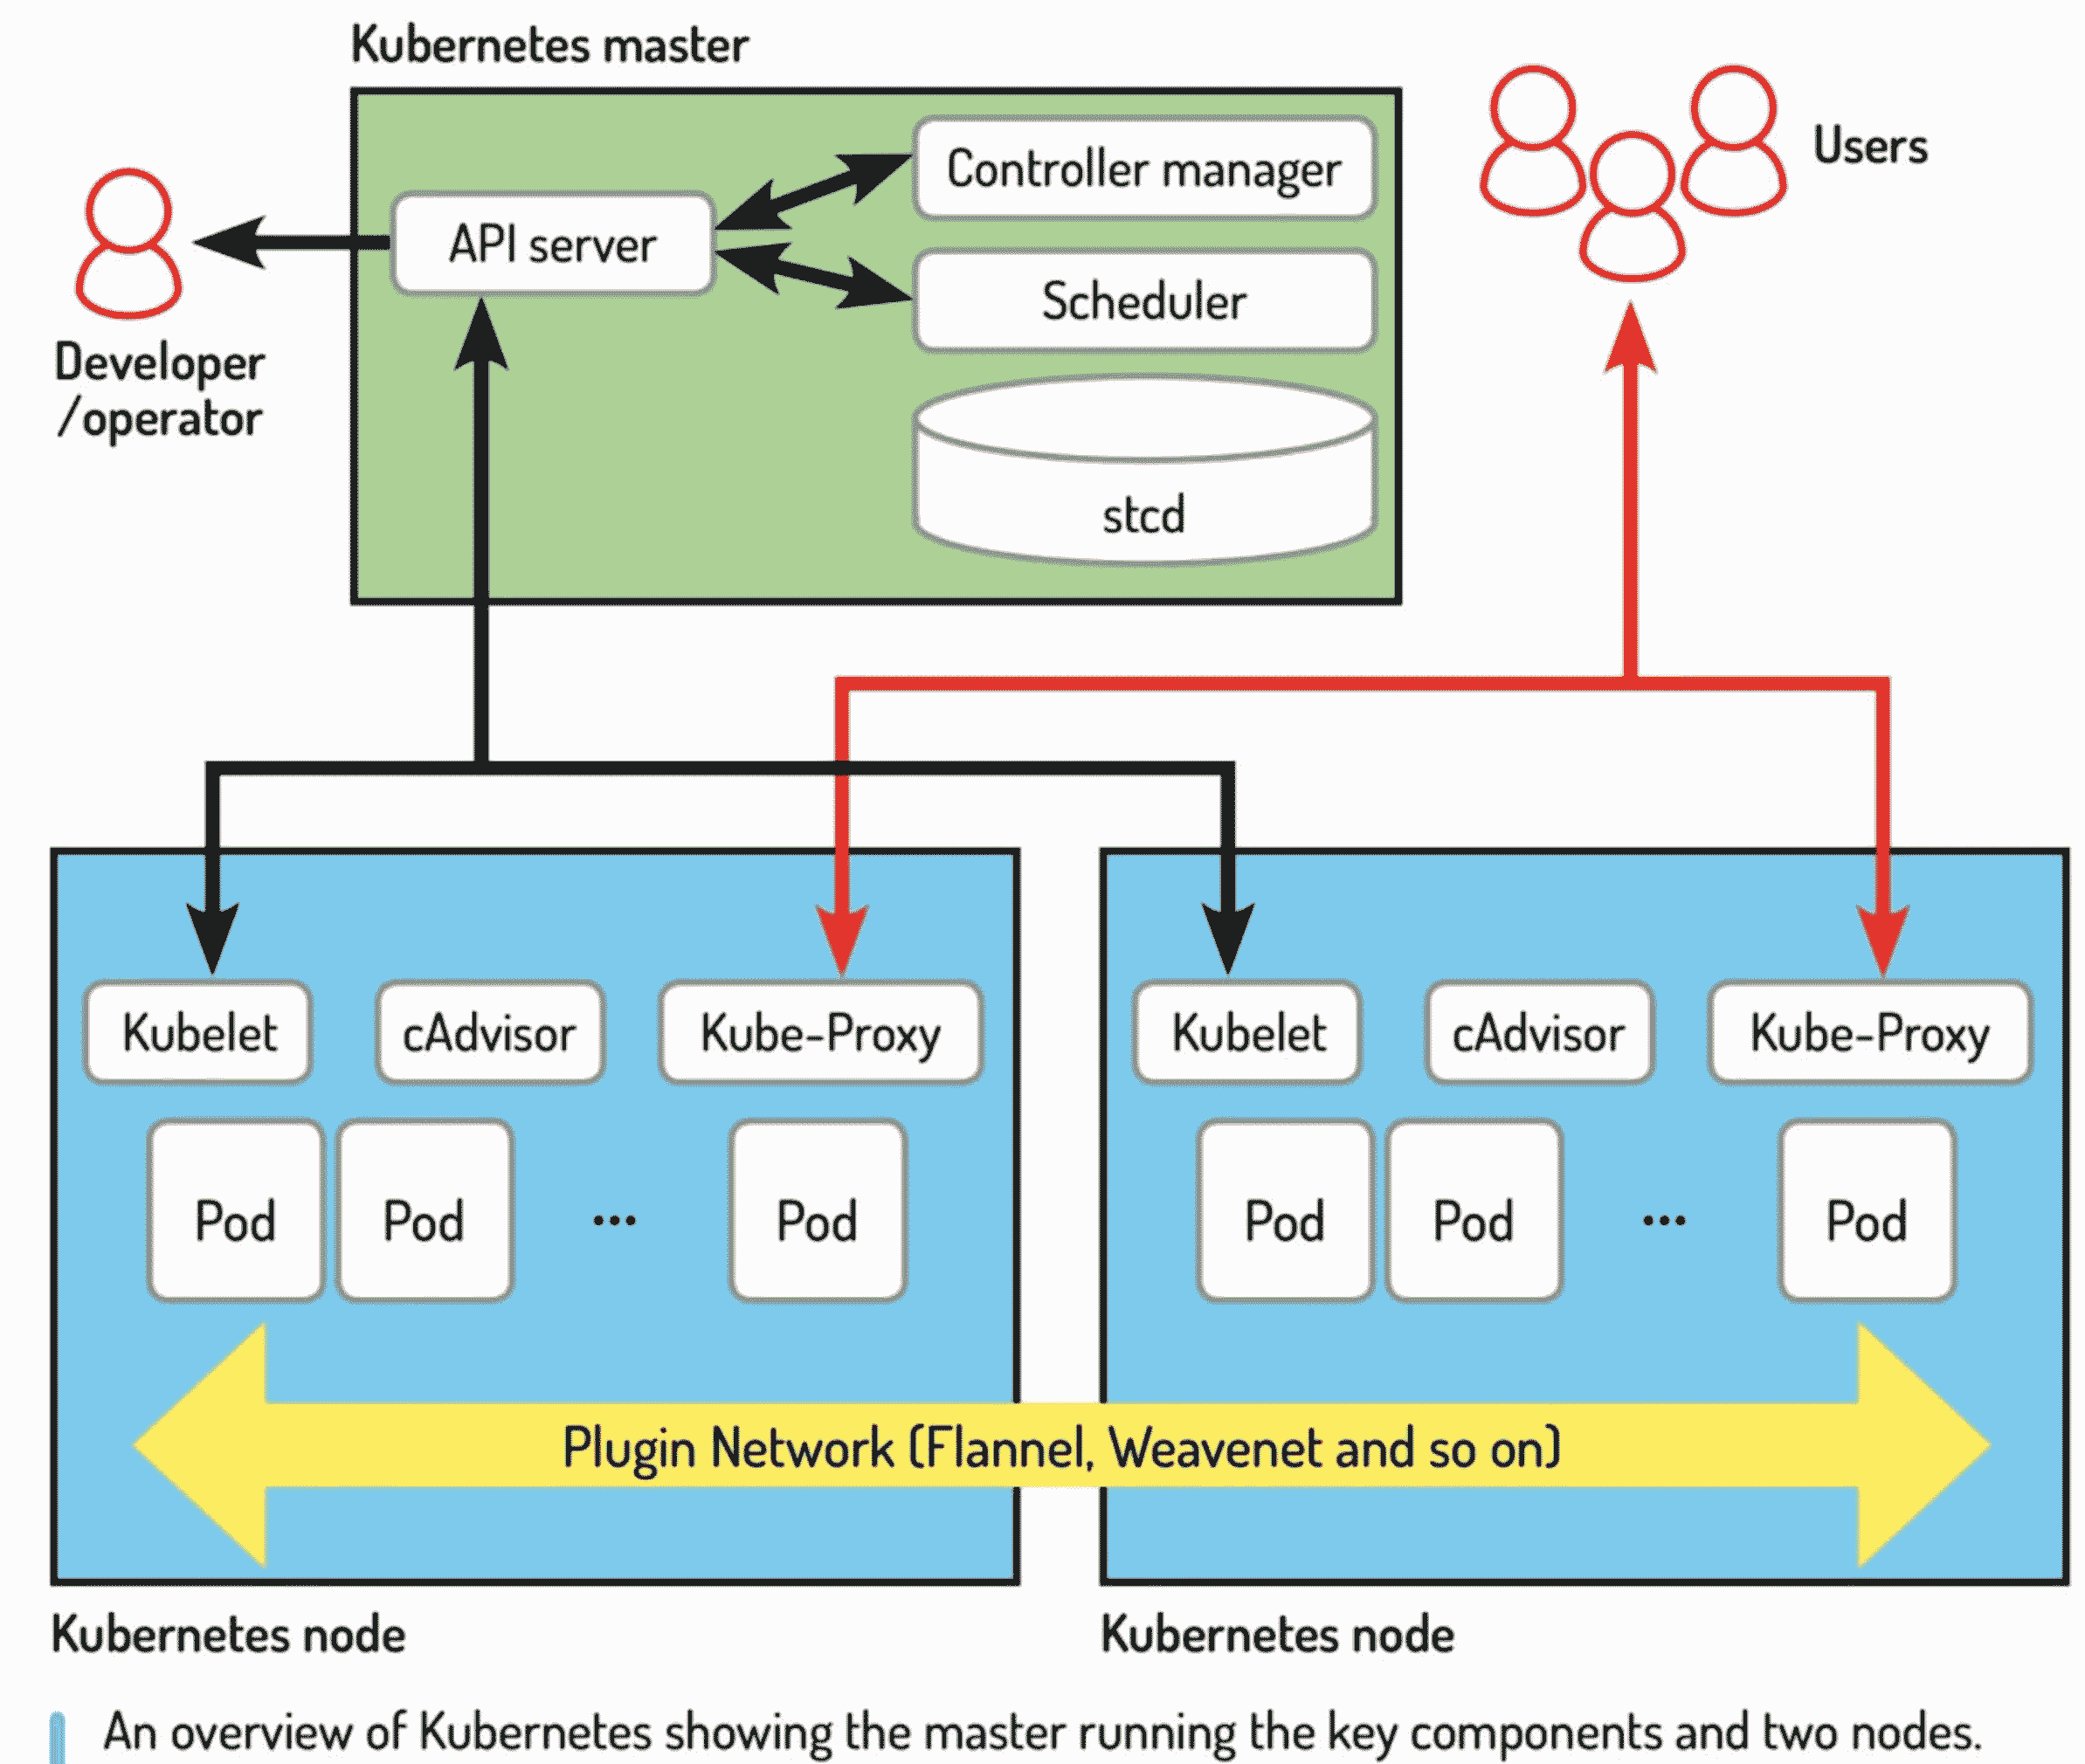 Kubernetes master
Users
Controller manager
API server
Scheduler
Developer
/operator
stcd
Kubelet
cAdvisor
Kube-Proxy
Pod
Pod
...
Pod
Kubelet
cAdvisor
Kube-Proxy
Pod
Pod
...
Pod
Plugin Network (Flannel, Weavenet and so on)
Kubernetes node
Kubernetes node
An overview of Kubernetes showing the master running the key components and two nodes.